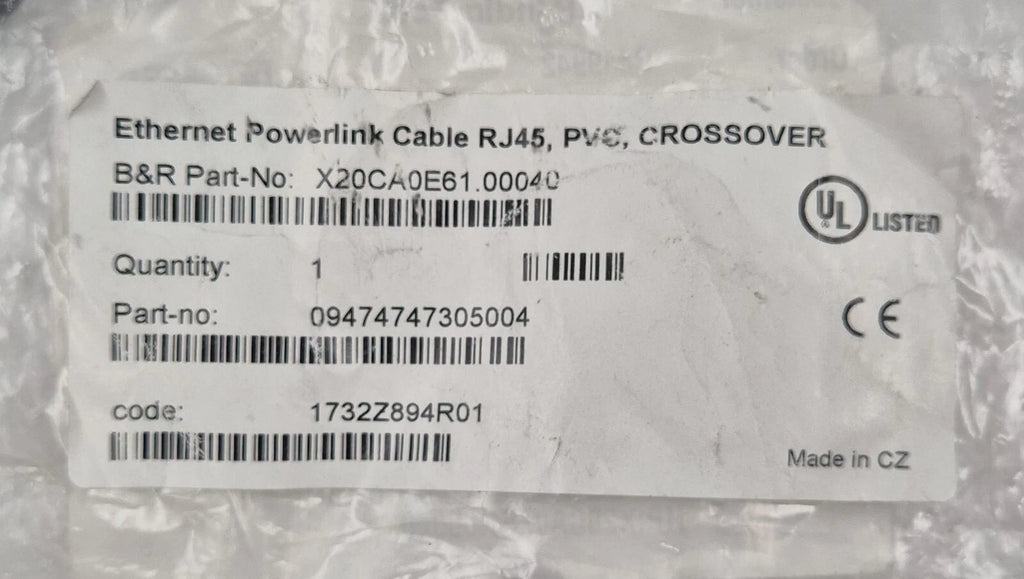 Ethernet Powerlink Cable RJ45, PVC, CROSSOVER
B&R Part-No: X20CA0E61.00040
UL LISTED
Quantity: 1
Part-no: 09474747305004
CE
code: 1732Z894R01
Made in CZ